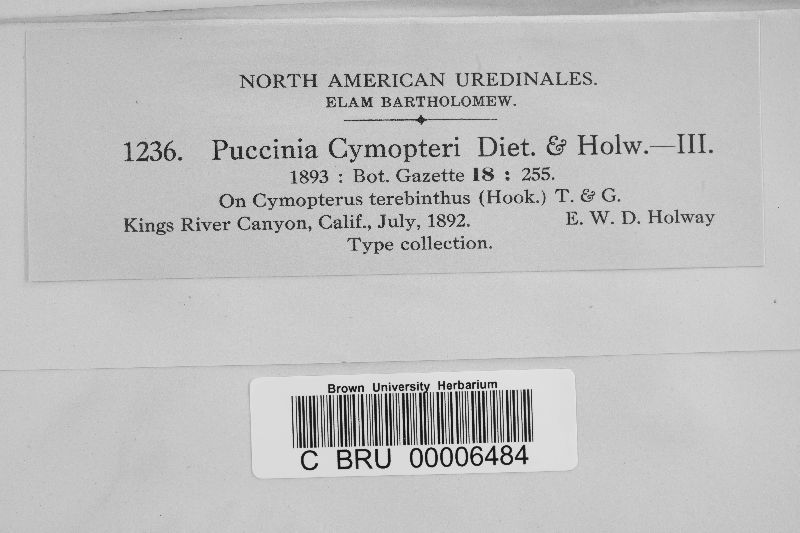 NORTH AMERICAN UREDINALES.
ELAM BARTHOLOMEW.
1236. Puccinia Cymopteri Diet. & Holw.—III.
1893 : Bot. Gazette 18 : 255.
On Cymopterus terebinthus (Hook.) T. & G.
Kings River Canyon, Calif., July, 1892. E. W. D. Holway
Type collection.
Brown University Herbarium
C BRU 00006484